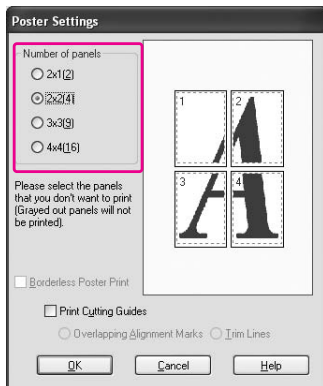 Poster Settings
Number of panels
2x1(2)
2x2(4)
3x3(9)
4x4(16)
1 2
3 4
A
Please select the panels
that you don't want to print
(Grayed out panels will not
be printed).
Borderless Poster Print
Print Cutting Guides
Overlapping Alignment Marks Trim Lines
OK Cancel Help